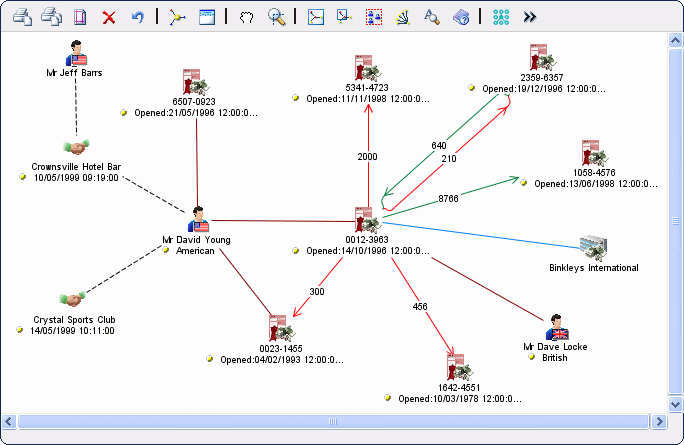 Mr Jeff Barrs
6507-0923
Opened:21/05/1996 12:00:0...
5341-4723
Opened:11/11/1998 12:00:0...
2359-6357
Opened:19/12/1996 12:00:0...
640
210
2000
Crownsville Hotel Bar
10/05/1999 09:19:00
1058-4576
Opened:13/06/1998 12:00:0...
8766
Mr David Young
American
0012-3963
Opened:14/10/1996 12:00:0...
Binkleys International
300
456
Crystal Sports Club
14/05/1999 10:11:00
0023-1455
Opened:04/02/1993 12:00:0...
Mr Dave Locke
British
1642-4551
Opened:10/03/1978 12:00:0...